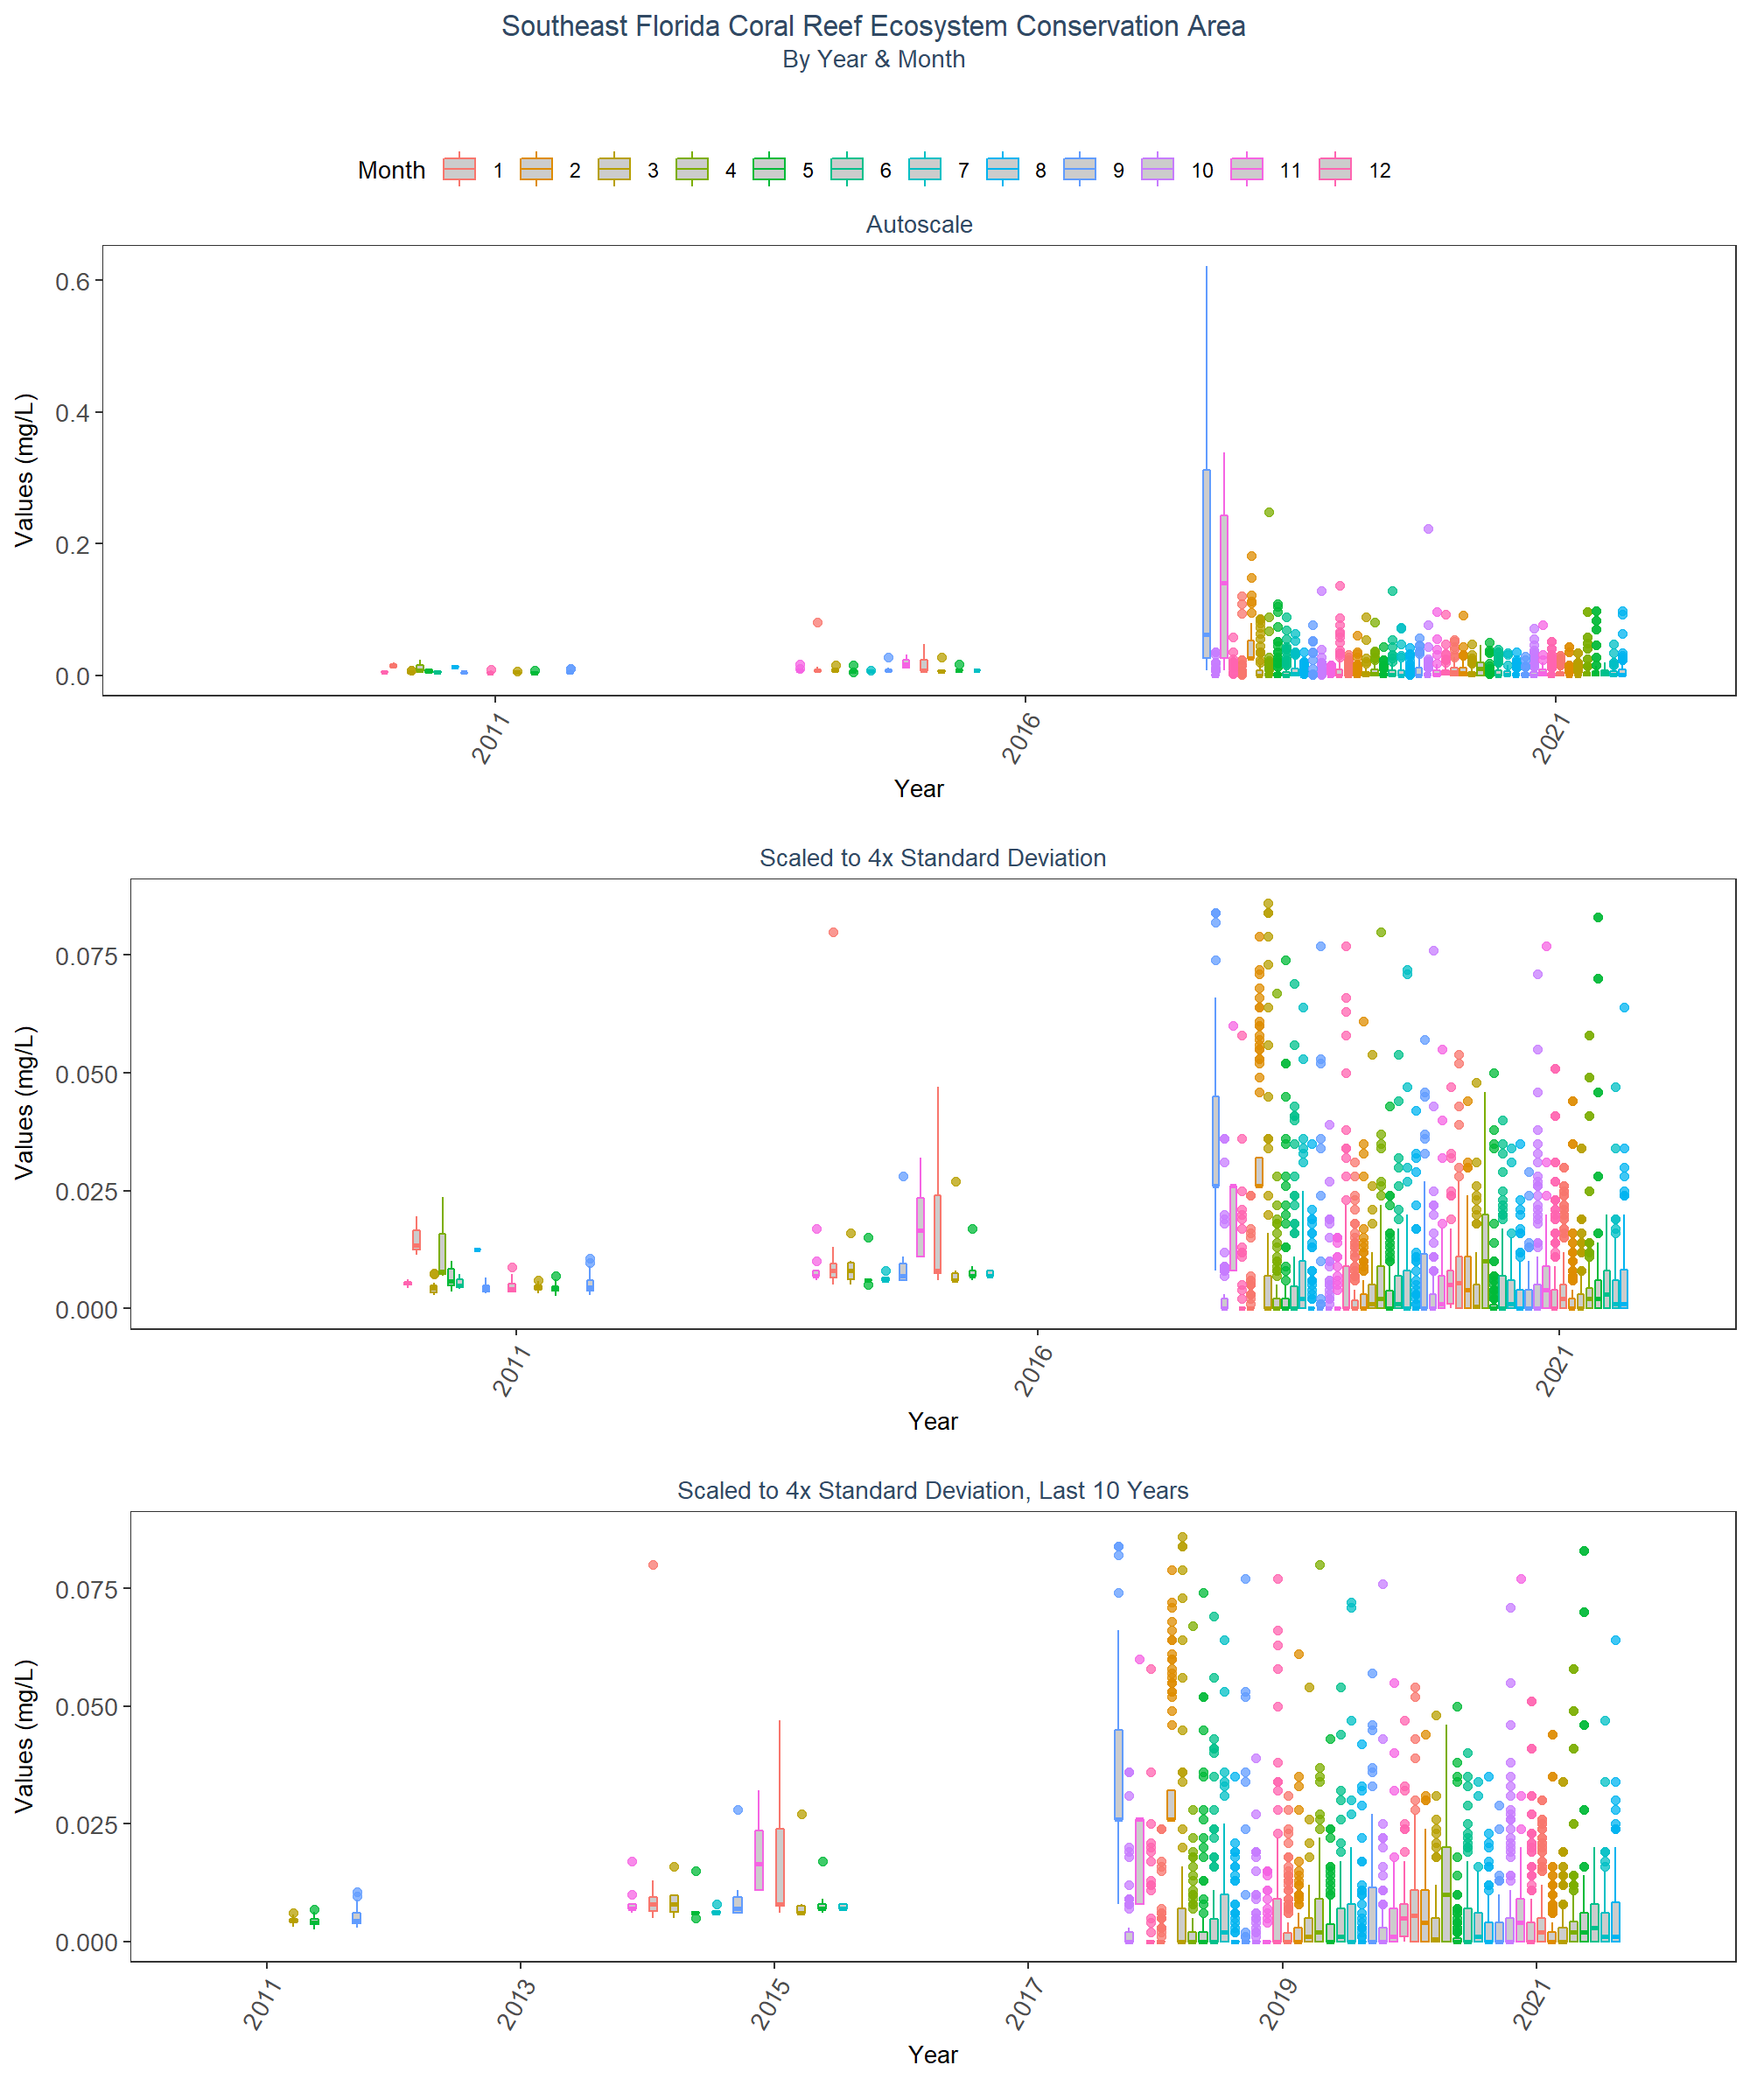 Southeast Florida Coral Reef Ecosystem Conservation Area
By Year & Month
Month 1 2 3 4 5 6 7 8 9 10 11 12
Autoscale
Values (mg/L)
0.6
0.4
0.2
0.0
2011 2016 2021
Year
Scaled to 4x Standard Deviation
Values (mg/L)
0.075
0.050
0.025
0.000
2011 2016 2021
Year
Scaled to 4x Standard Deviation, Last 10 Years
Values (mg/L)
0.075
0.050
0.025
0.000
2011 2013 2015 2017 2019 2021
Year